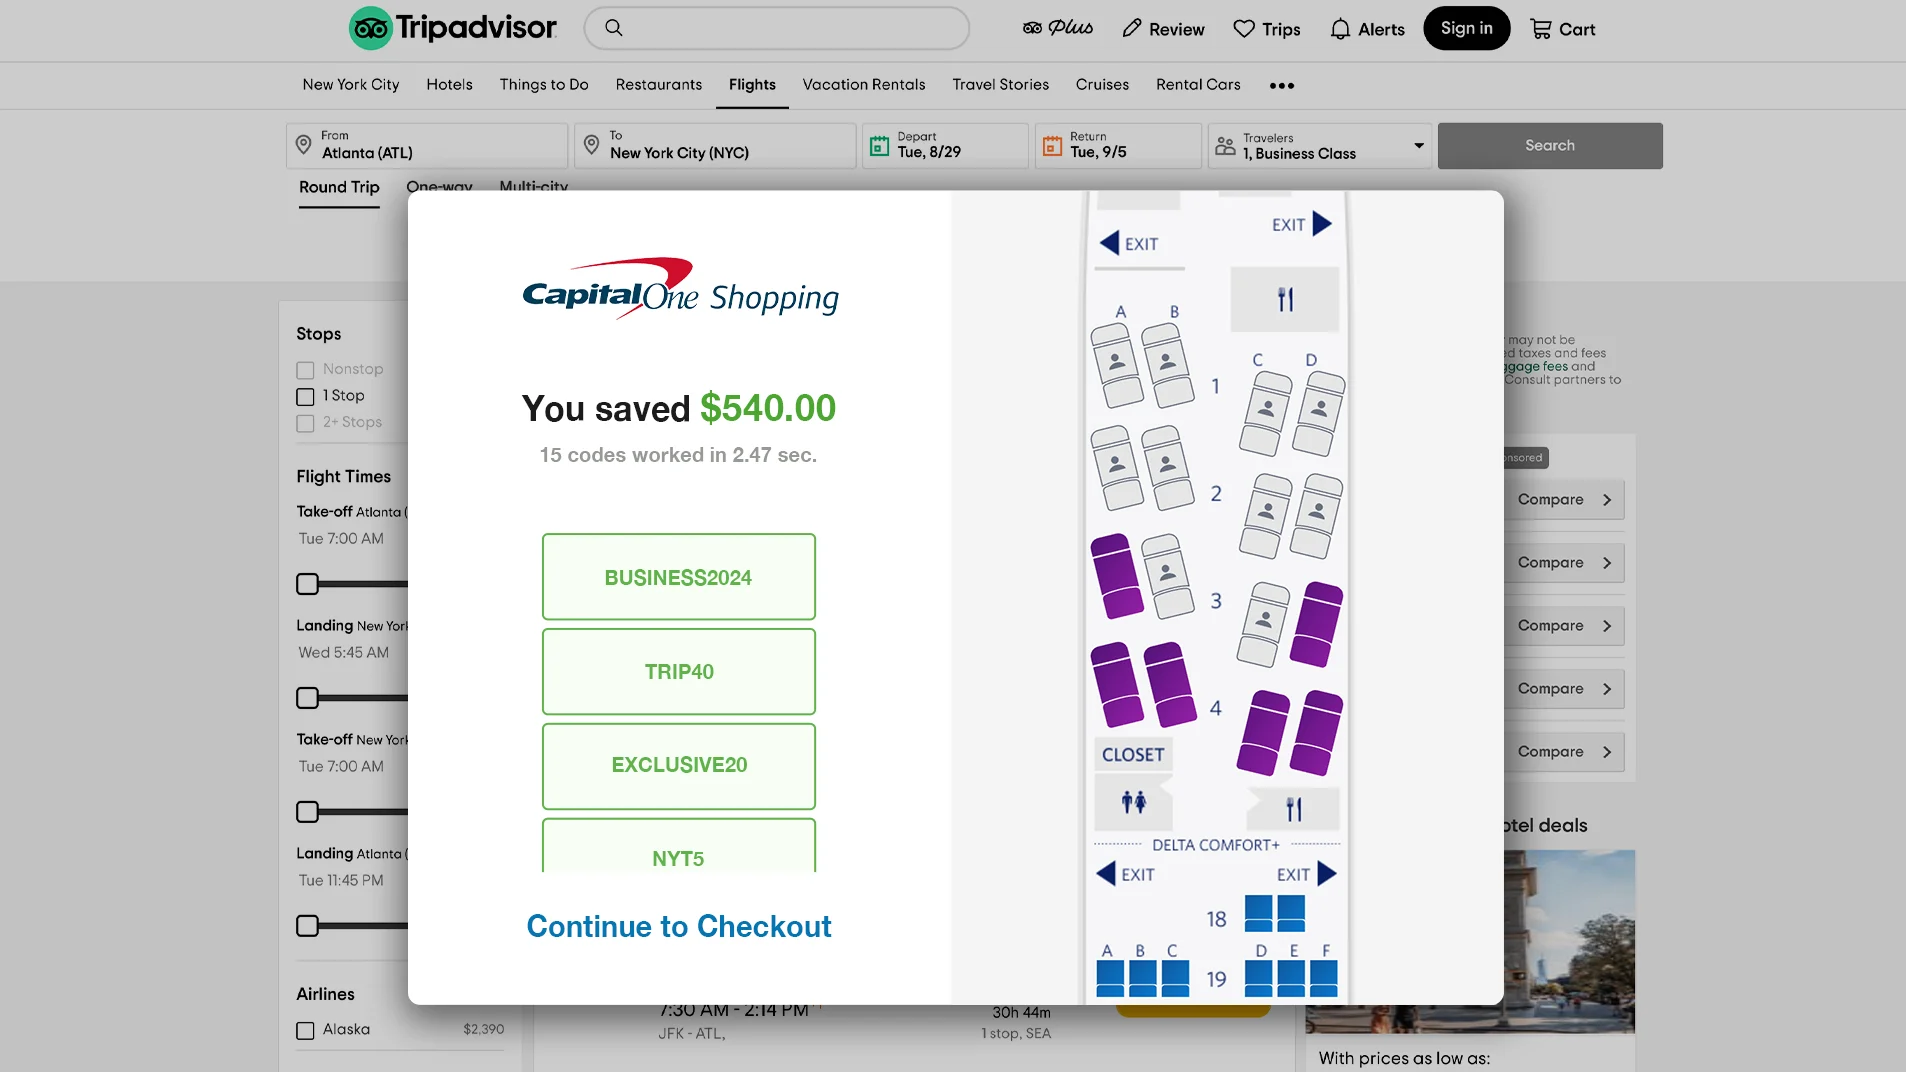 Tripadvisor
Plus
Review
Trips
Alerts
Sign in
Cart
New York City
Hotels
Things to Do
Restaurants
Flights
Vacation Rentals
Travel Stories
Cruises
Rental Cars
From
Atlanta (ATL)
To
New York City (NYC)
Depart
Tue, 8/29
Return
Tue, 9/5
Travelers
1, Business Class
Search
Round Trip
One-way
Multi-city
Stops
Nonstop
1 Stop
2+ Stops
Flight Times
Take-off Atlanta (
Tue 7:00 AM
Landing New York
Wed 5:45 AM
Take-off New York
Tue 7:00 AM
Landing Atlanta (
Tue 11:45 PM
Airlines
Alaska
$2,390
Capital One Shopping
You saved $540.00
15 codes worked in 2.47 sec.
BUSINESS2024
TRIP40
EXCLUSIVE20
NYT5
Continue to Checkout
EXIT
EXIT
A B
C D
1
2
3
4
CLOSET
DELTA COMFORT+
EXIT
EXIT
18
A B C
D E F
19
may not be
taxes and fees
fees and
Consult partners to
Compare
Compare
Compare
Compare
Compare
deals
With prices as low as:
7:30 AM - 2:14 PM
JFK - ATL,
30h 44m
1 stop, SEA